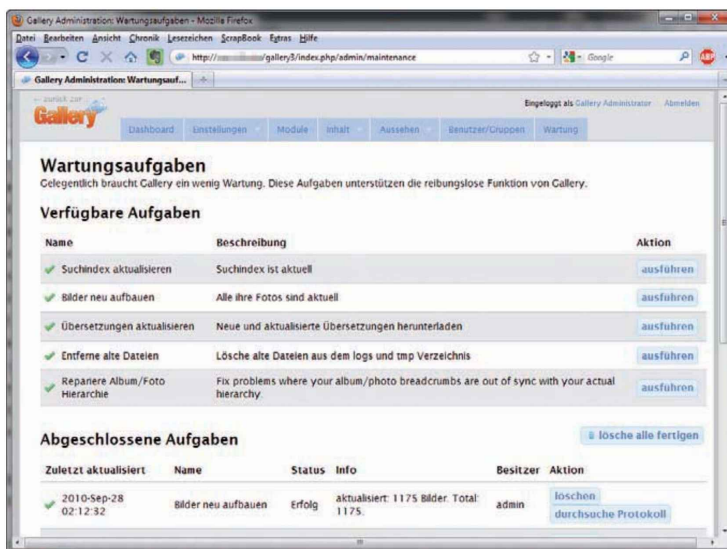 Gallery Administration: Wartungsaufgaben - Mozilla Firefox
Datei Bearbeiten Ansicht Chronik Lesezeichen ScrapBook Extras Hilfe
http:// /gallery3/index.php/admin/maintenance
Google
ABP
Gallery Administration: Wartungsauf...
← zurück zur
Gallery
Eingeloggt als Gallery Administrator Abmelden
Dashboard Einstellungen Module Inhalt Aussehen Benutzer/Gruppen Wartung
Wartungsaufgaben
Gelegentlich braucht Gallery ein wenig Wartung. Diese Aufgaben unterstützen die reibungslose Funktion von Gallery.
Verfügbare Aufgaben
Name Beschreibung Aktion
Suchindex aktualisieren Suchindex ist aktuell ausführen
Bilder neu aufbauen Alle ihre Fotos sind aktuell ausführen
Übersetzungen aktualisieren Neue und aktualisierte Übersetzungen herunterladen ausführen
Entferne alte Dateien Lösche alte Dateien aus dem logs und tmp Verzeichnis ausführen
Repariere Album/Foto Hierarchie Fix problems where your album/photo breadcrumbs are out of sync with your actual hierarchy. ausführen
Abgeschlossene Aufgaben lösche alle fertigen
Zuletzt aktualisiert Name Status Info Besitzer Aktion
2010-Sep-28 02:12:32 Bilder neu aufbauen Erfolg aktualisiert: 1175 Bilder. Total: 1175. admin löschen
durchsuche Protokoll